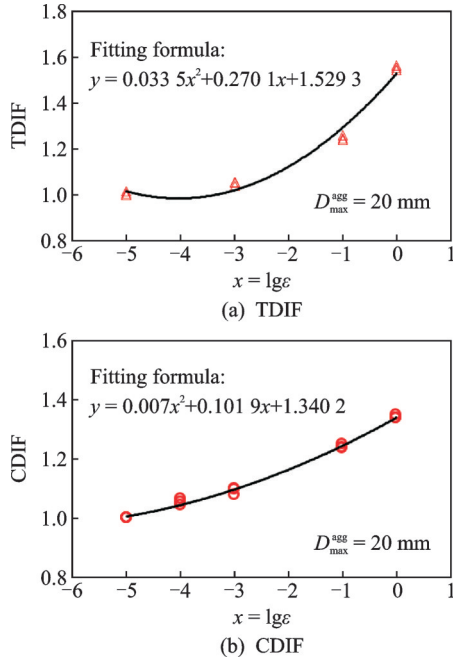 1.8
Fitting formula:
y = 0.033 5x²+0.270 1x+1.529 3
1.6
1.4
TDIF
1.2
1.0
D_max^agg = 20 mm
0.8
−6 −5 −4 −3 −2 −1 0 1
x = lgε
(a) TDIF
1.6
Fitting formula:
y = 0.007x²+0.101 9x+1.340 2
1.4
CDIF
1.2
1.0
D_max^agg = 20 mm
0.8
−6 −5 −4 −3 −2 −1 0 1
x = lgε
(b) CDIF